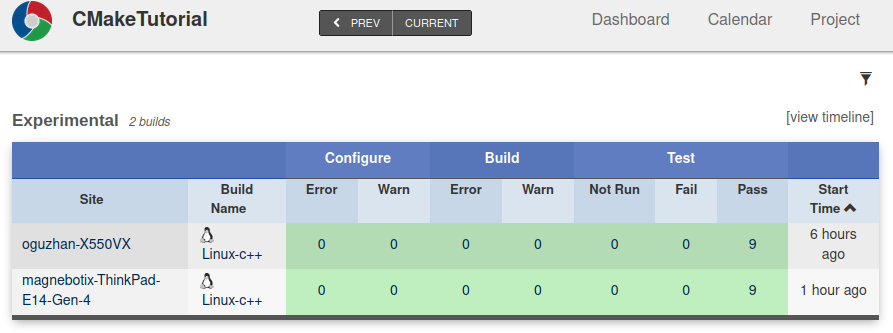 CMakeTutorial
PREV CURRENT
Dashboard Calendar Project
Experimental 2 builds
[view timeline]
Configure Build Test
Site Build Name Error Warn Error Warn Not Run Fail Pass Start Time
oguzhan-X550VX Linux-c++ 0 0 0 0 0 0 9 6 hours ago
magnebotix-ThinkPad-E14-Gen-4 Linux-c++ 0 0 0 0 0 0 9 1 hour ago